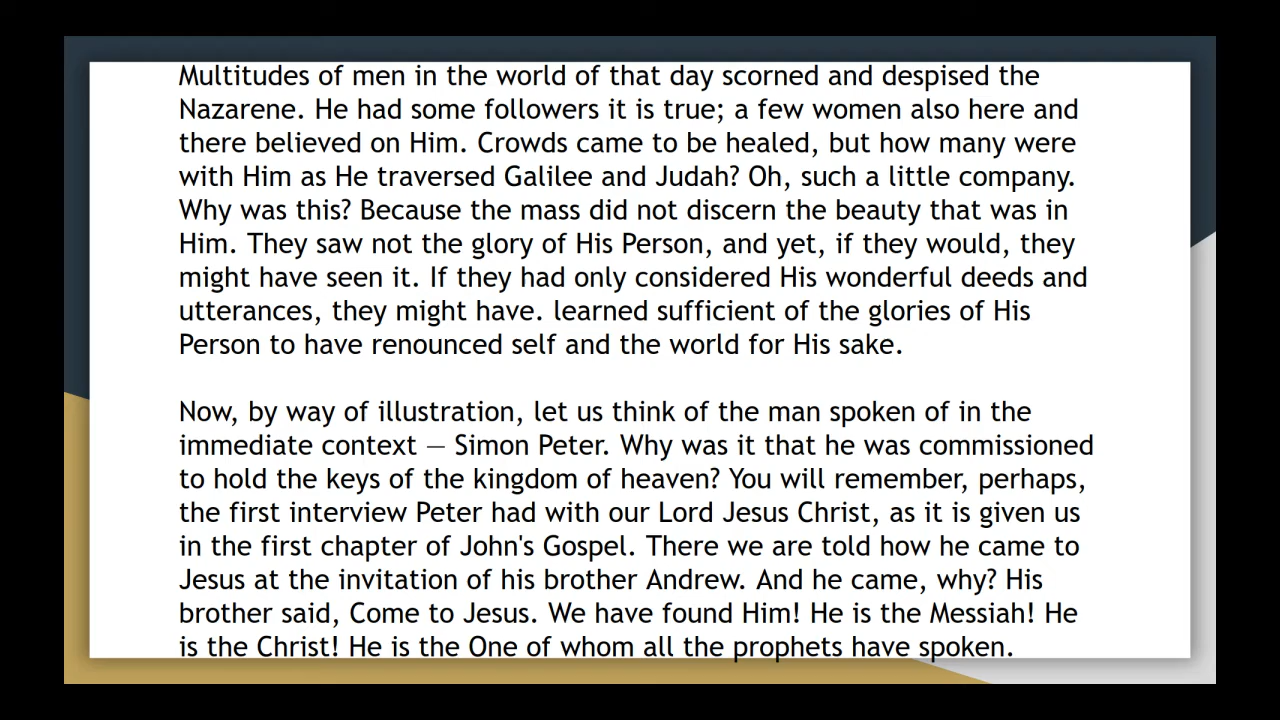 Multitudes of men in the world of that day scorned and despised the
Nazarene. He had some followers it is true; a few women also here and
there believed on Him. Crowds came to be healed, but how many were
with Him as He traversed Galilee and Judah? Oh, such a little company.
Why was this? Because the mass did not discern the beauty that was in
Him. They saw not the glory of His Person, and yet, if they would, they
might have seen it. If they had only considered His wonderful deeds and
utterances, they might have. learned sufficient of the glories of His
Person to have renounced self and the world for His sake.

Now, by way of illustration, let us think of the man spoken of in the
immediate context — Simon Peter. Why was it that he was commissioned
to hold the keys of the kingdom of heaven? You will remember, perhaps,
the first interview Peter had with our Lord Jesus Christ, as it is given us
in the first chapter of John's Gospel. There we are told how he came to
Jesus at the invitation of his brother Andrew. And he came, why? His
brother said, Come to Jesus. We have found Him! He is the Messiah! He
is the Christ! He is the One of whom all the prophets have spoken.